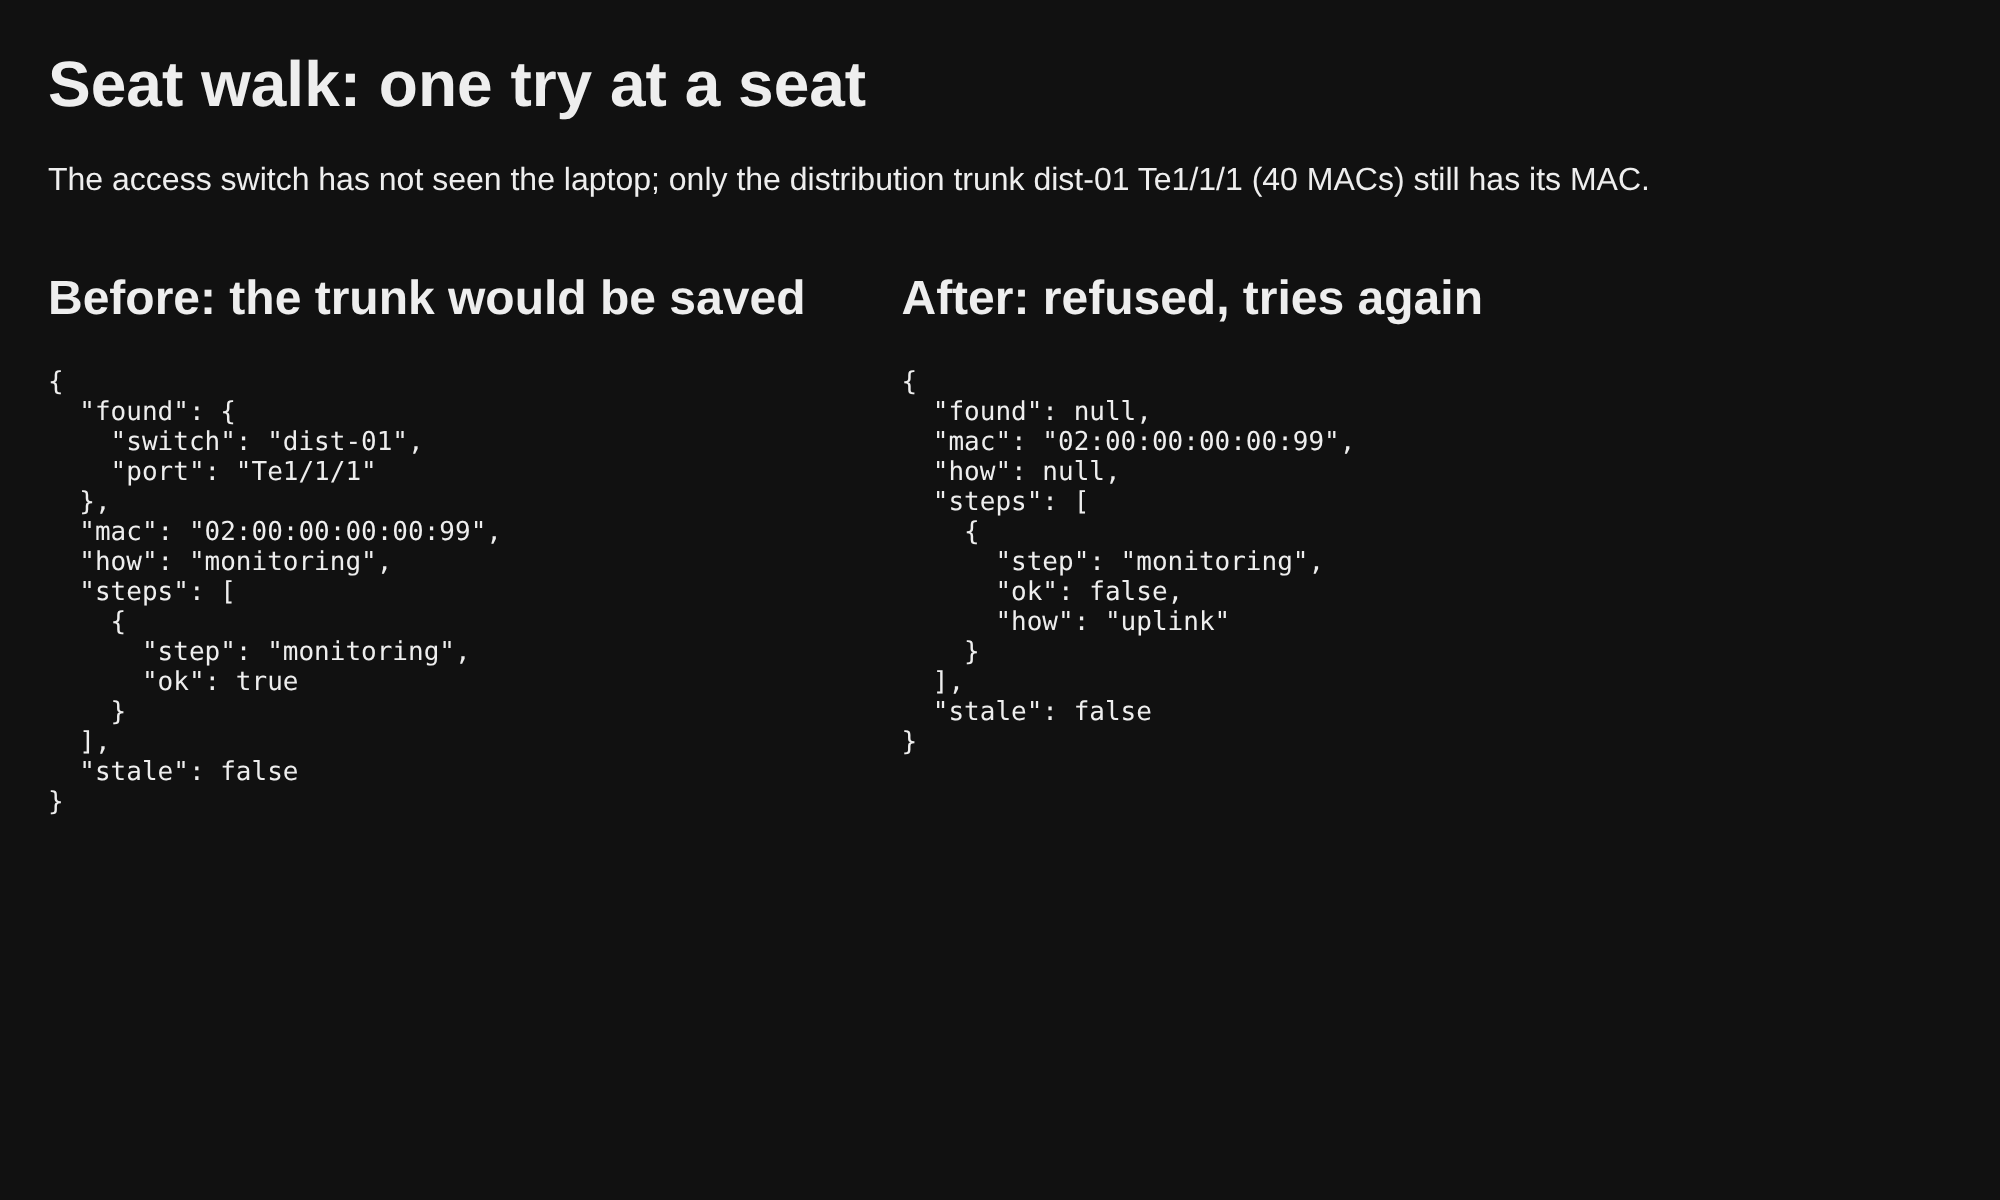 Seat walk: one try at a seat
The access switch has not seen the laptop; only the distribution trunk dist-01 Te1/1/1 (40 MACs) still has its MAC.
Before: the trunk would be saved
{
  "found": {
    "switch": "dist-01",
    "port": "Te1/1/1"
  },
  "mac": "02:00:00:00:00:99",
  "how": "monitoring",
  "steps": [
    {
      "step": "monitoring",
      "ok": true
    }
  ],
  "stale": false
}
After: refused, tries again
{
  "found": null,
  "mac": "02:00:00:00:00:99",
  "how": null,
  "steps": [
    {
      "step": "monitoring",
      "ok": false,
      "how": "uplink"
    }
  ],
  "stale": false
}